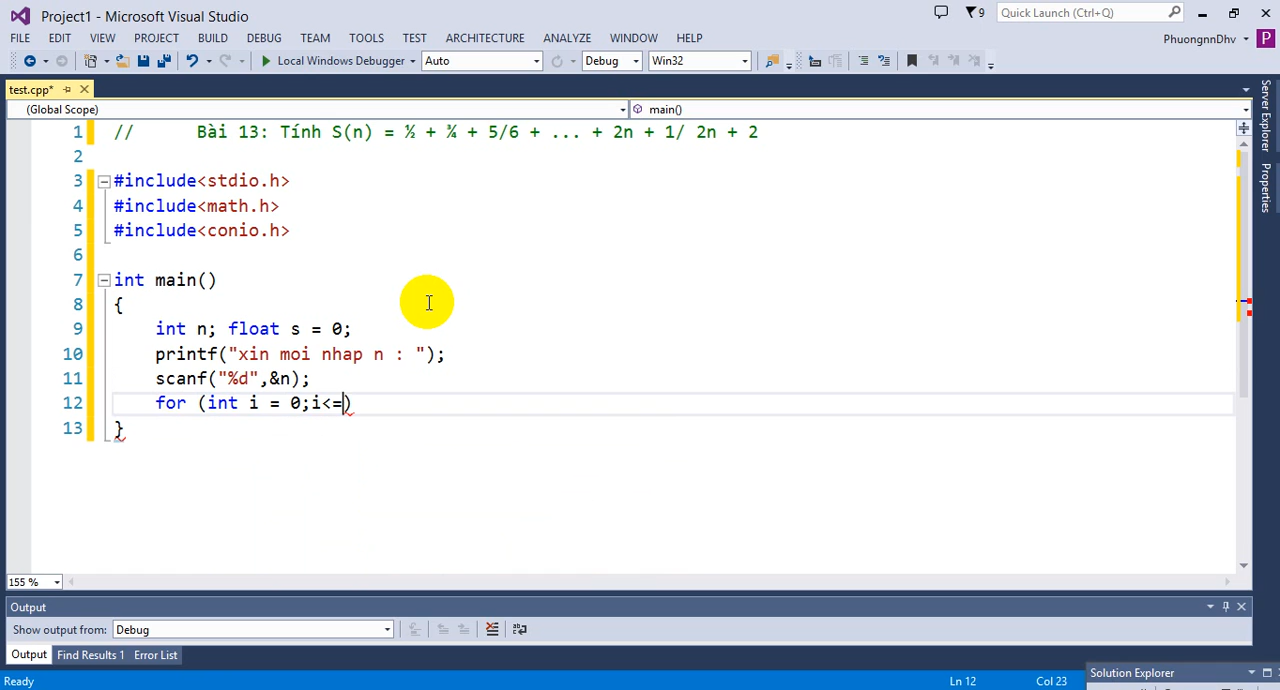 Project1 - Microsoft Visual Studio
9
Quick Launch (Ctrl+Q)
FILE EDIT VIEW PROJECT BUILD DEBUG TEAM TOOLS TEST ARCHITECTURE ANALYZE WINDOW HELP
PhuongnnDhv P
Local Windows Debugger Auto Debug Win32
test.cpp*
(Global Scope) main()
1 // Bài 13: Tính S(n) = ½ + ¾ + 5/6 + ... + 2n + 1/ 2n + 2
2
3 #include<stdio.h>
4 #include<math.h>
5 #include<conio.h>
6
7 int main()
8 {
9 int n; float s = 0;
10 printf("xin moi nhap n : ");
11 scanf("%d",&n);
12 for (int i = 0;i<=)
13 }
Server Explorer
Properties
155 %
Output
Show output from: Debug
Output Find Results 1 Error List
Solution Explorer
Ready Ln 12 Col 23